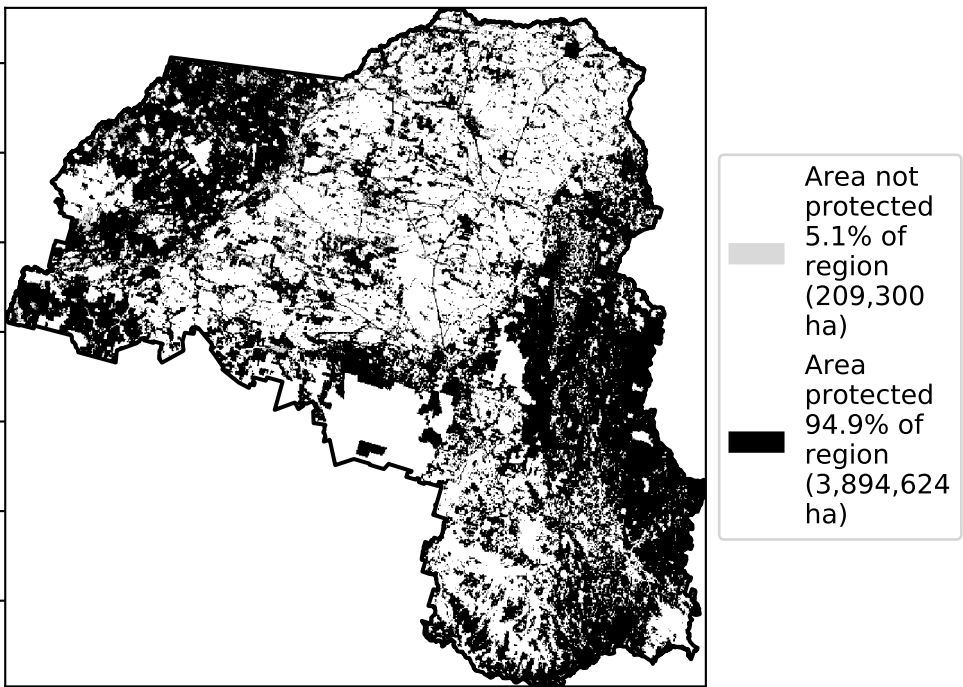 Area not
protected
5.1% of
region
(209,300
ha)
Area
protected
94.9% of
region
(3,894,624
ha)